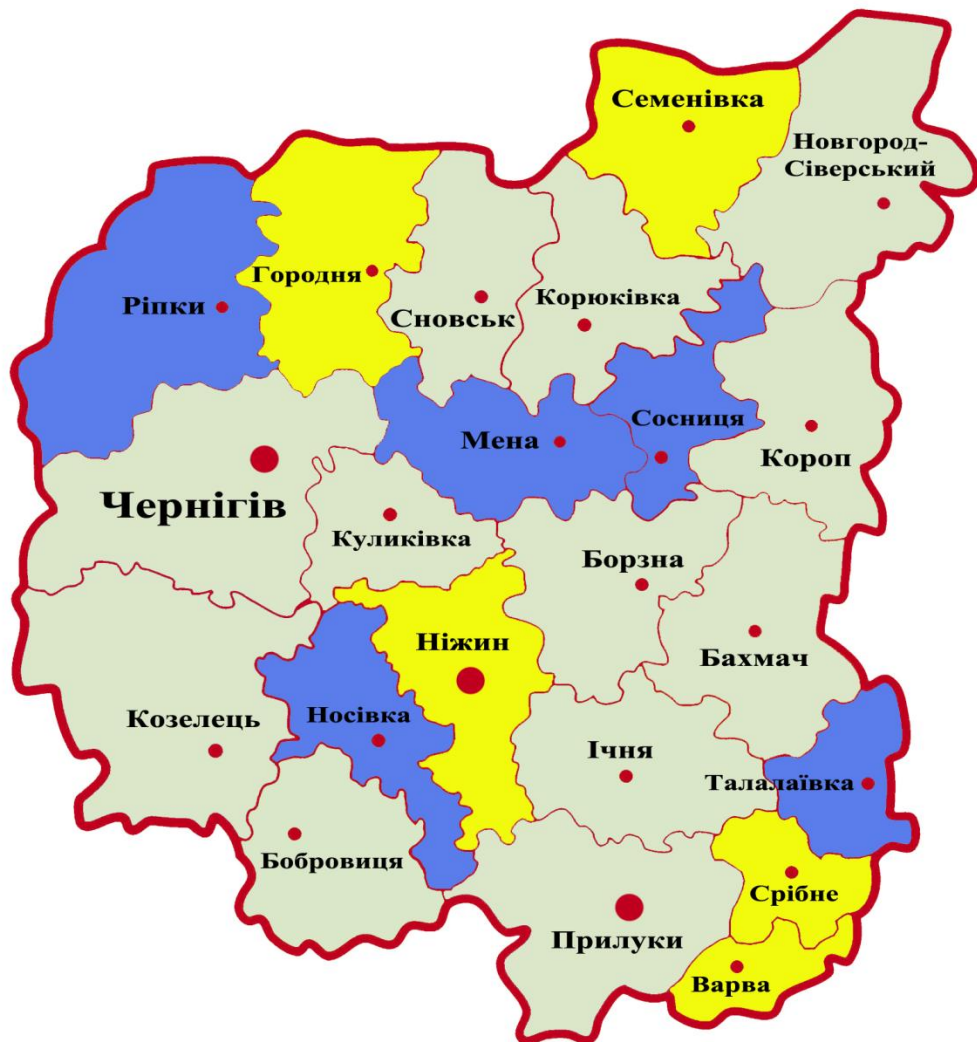 Семенівка
Новгород-
Сіверський
Городня
Ріпки
Сновськ
Корюківка
Мена
Сосниця
Короп
Чернігів
Куликівка
Борзна
Ніжин
Бахмач
Козелець
Носівка
Ічня
Талалаївка
Бобровиця
Срібне
Прилуки
Варва